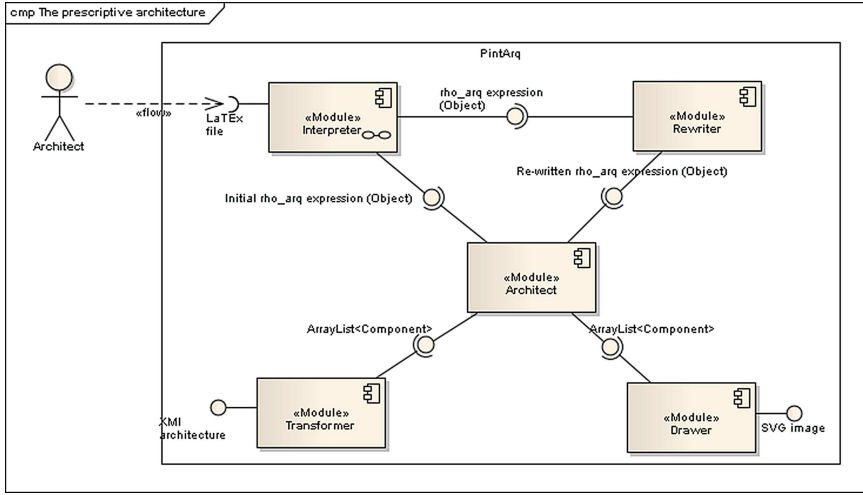 cmp The prescriptive architecture
PintArq
Architect
«flow»
LaTEx
file
«Module»
Interpreter
rho_arq expression
(Object)
«Module»
Rewriter
Initial rho_arq expression (Object)
Re-written rho_arq expression (Object)
«Module»
Architect
ArrayList<Component>
ArrayList<Component>
XMI
architecture
«Module»
Transformer
«Module»
Drawer
SVG image